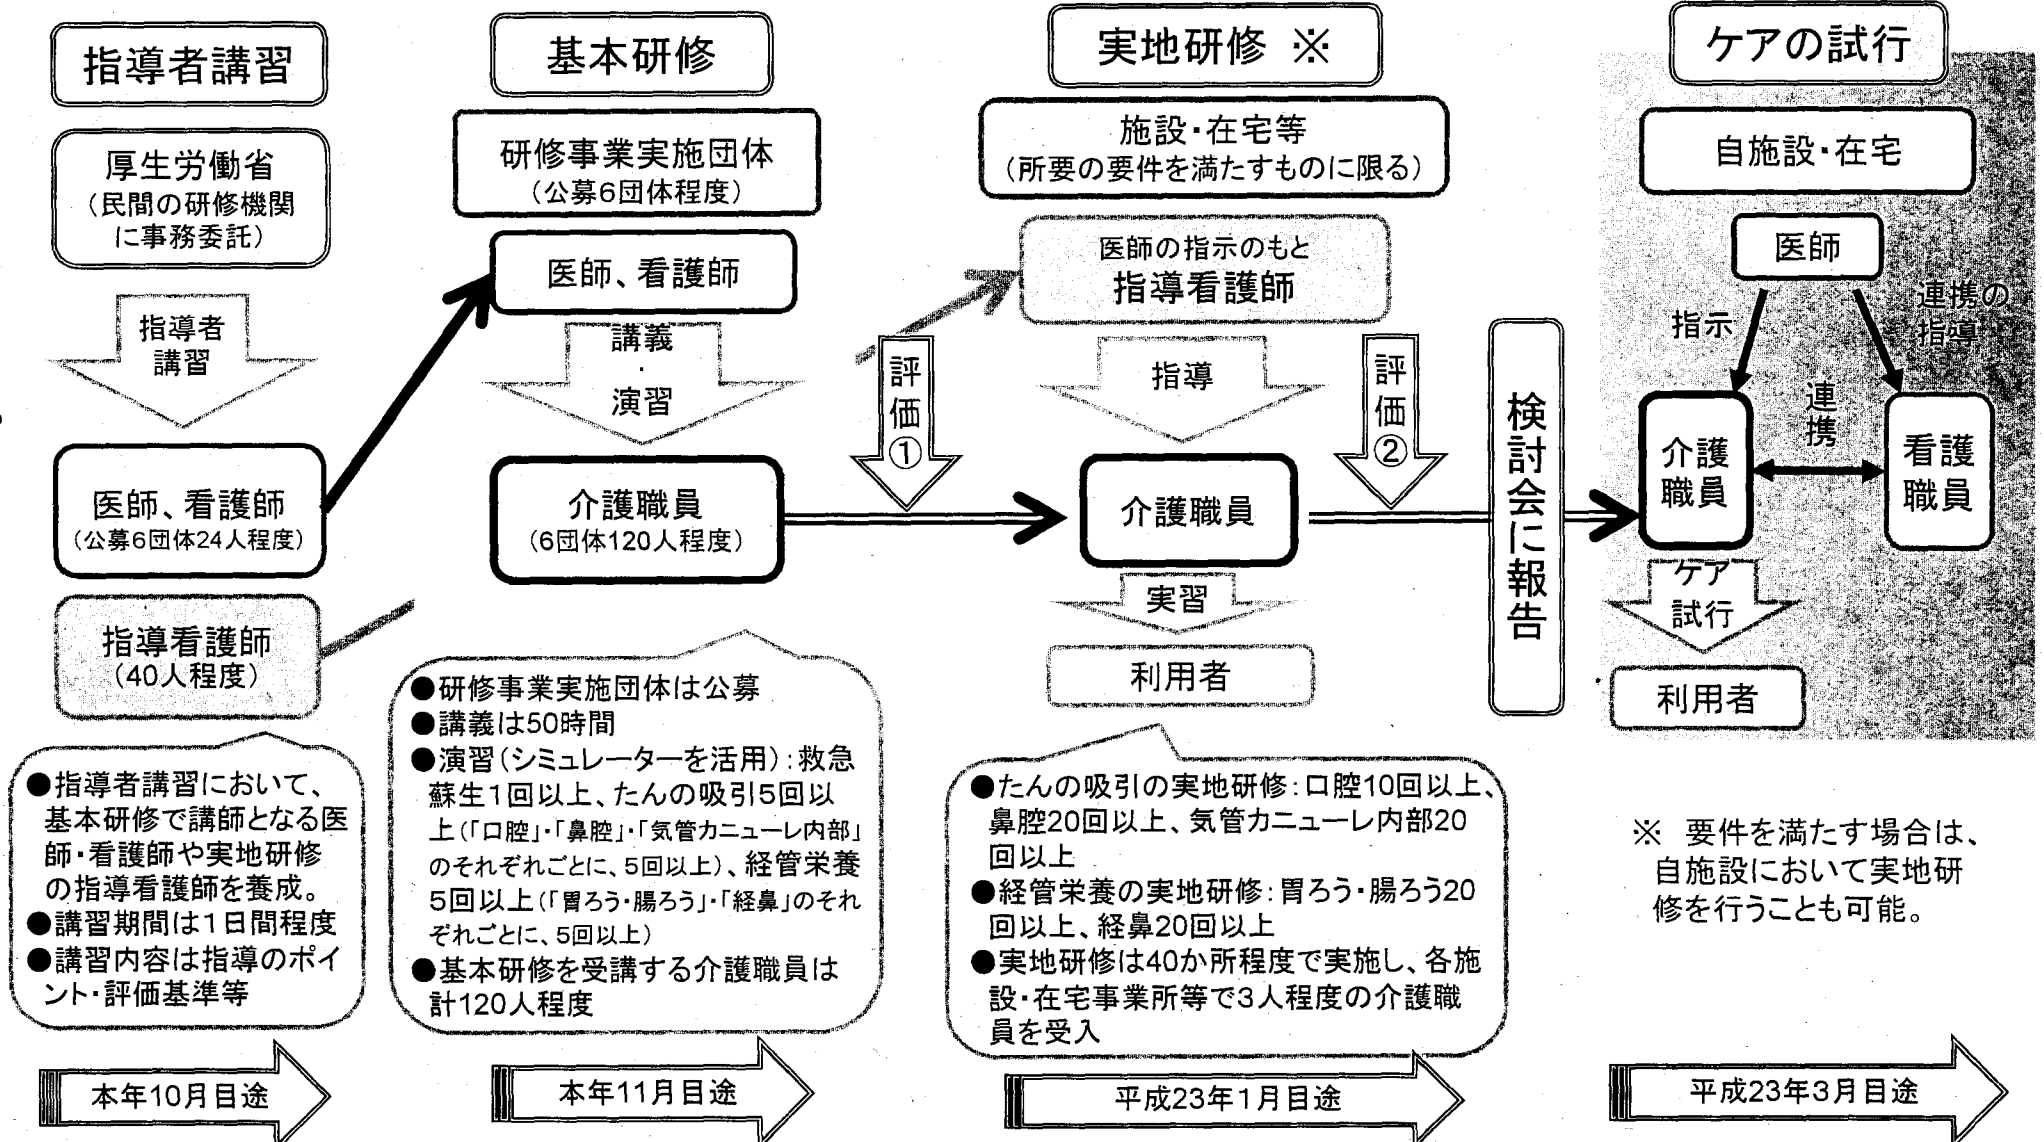 指導者講習
厚生労働省
(民間の研修機関
に事務委託)
指導者
講習
医師、看護師
(公募6団体24人程度)
指導看護師
(40人程度)
●指導者講習において、
基本研修で講師となる医
師・看護師や実地研修
の指導看護師を養成。
●講習期間は1日間程度
●講習内容は指導のポイ
ント・評価基準等
本年10月目途
基本研修
研修事業実施団体
(公募6団体程度)
医師、看護師
講義
・
演習
介護職員
(6団体120人程度)
●研修事業実施団体は公募
●講義は50時間
●演習(シミュレーターを活用):救急
蘇生1回以上、たんの吸引5回以
上(「口腔」・「鼻腔」・「気管カニューレ内部」
のそれぞれごとに、5回以上)、経管栄養
5回以上(「胃ろう・腸ろう」・「経鼻」のそれ
ぞれごとに、5回以上)
●基本研修を受講する介護職員は
計120人程度
本年11月目途
評価①
実地研修 ※
施設・在宅等
(所要の要件を満たすものに限る)
医師の指示のもと
指導看護師
指導
介護職員
実習
利用者
●たんの吸引の実地研修:口腔10回以上、
鼻腔20回以上、気管カニューレ内部20
回以上
●経管栄養の実地研修:胃ろう・腸ろう20
回以上、経鼻20回以上
●実地研修は40か所程度で実施し、各施
設・在宅事業所等で3人程度の介護職
員を受入
平成23年1月目途
評価②
検討会に報告
ケアの試行
自施設・在宅
医師
指示
連携の
指導
連携
介護
職員
看護
職員
ケア
試行
利用者
※ 要件を満たす場合は、
自施設において実地研
修を行うことも可能。
平成23年3月目途